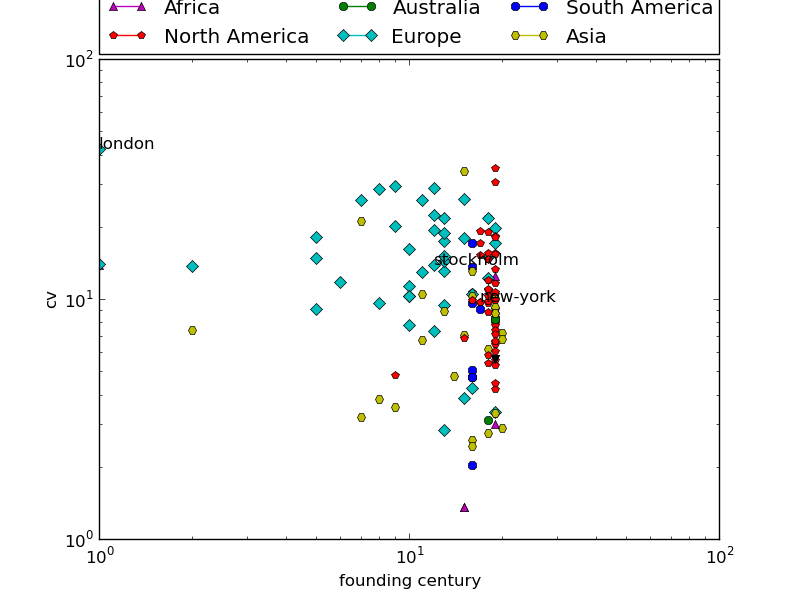 Africa Australia South America
North America Europe Asia
10²
london
stockholm
new-york
10¹
cv
10⁰
10⁰ 10¹ 10²
founding century